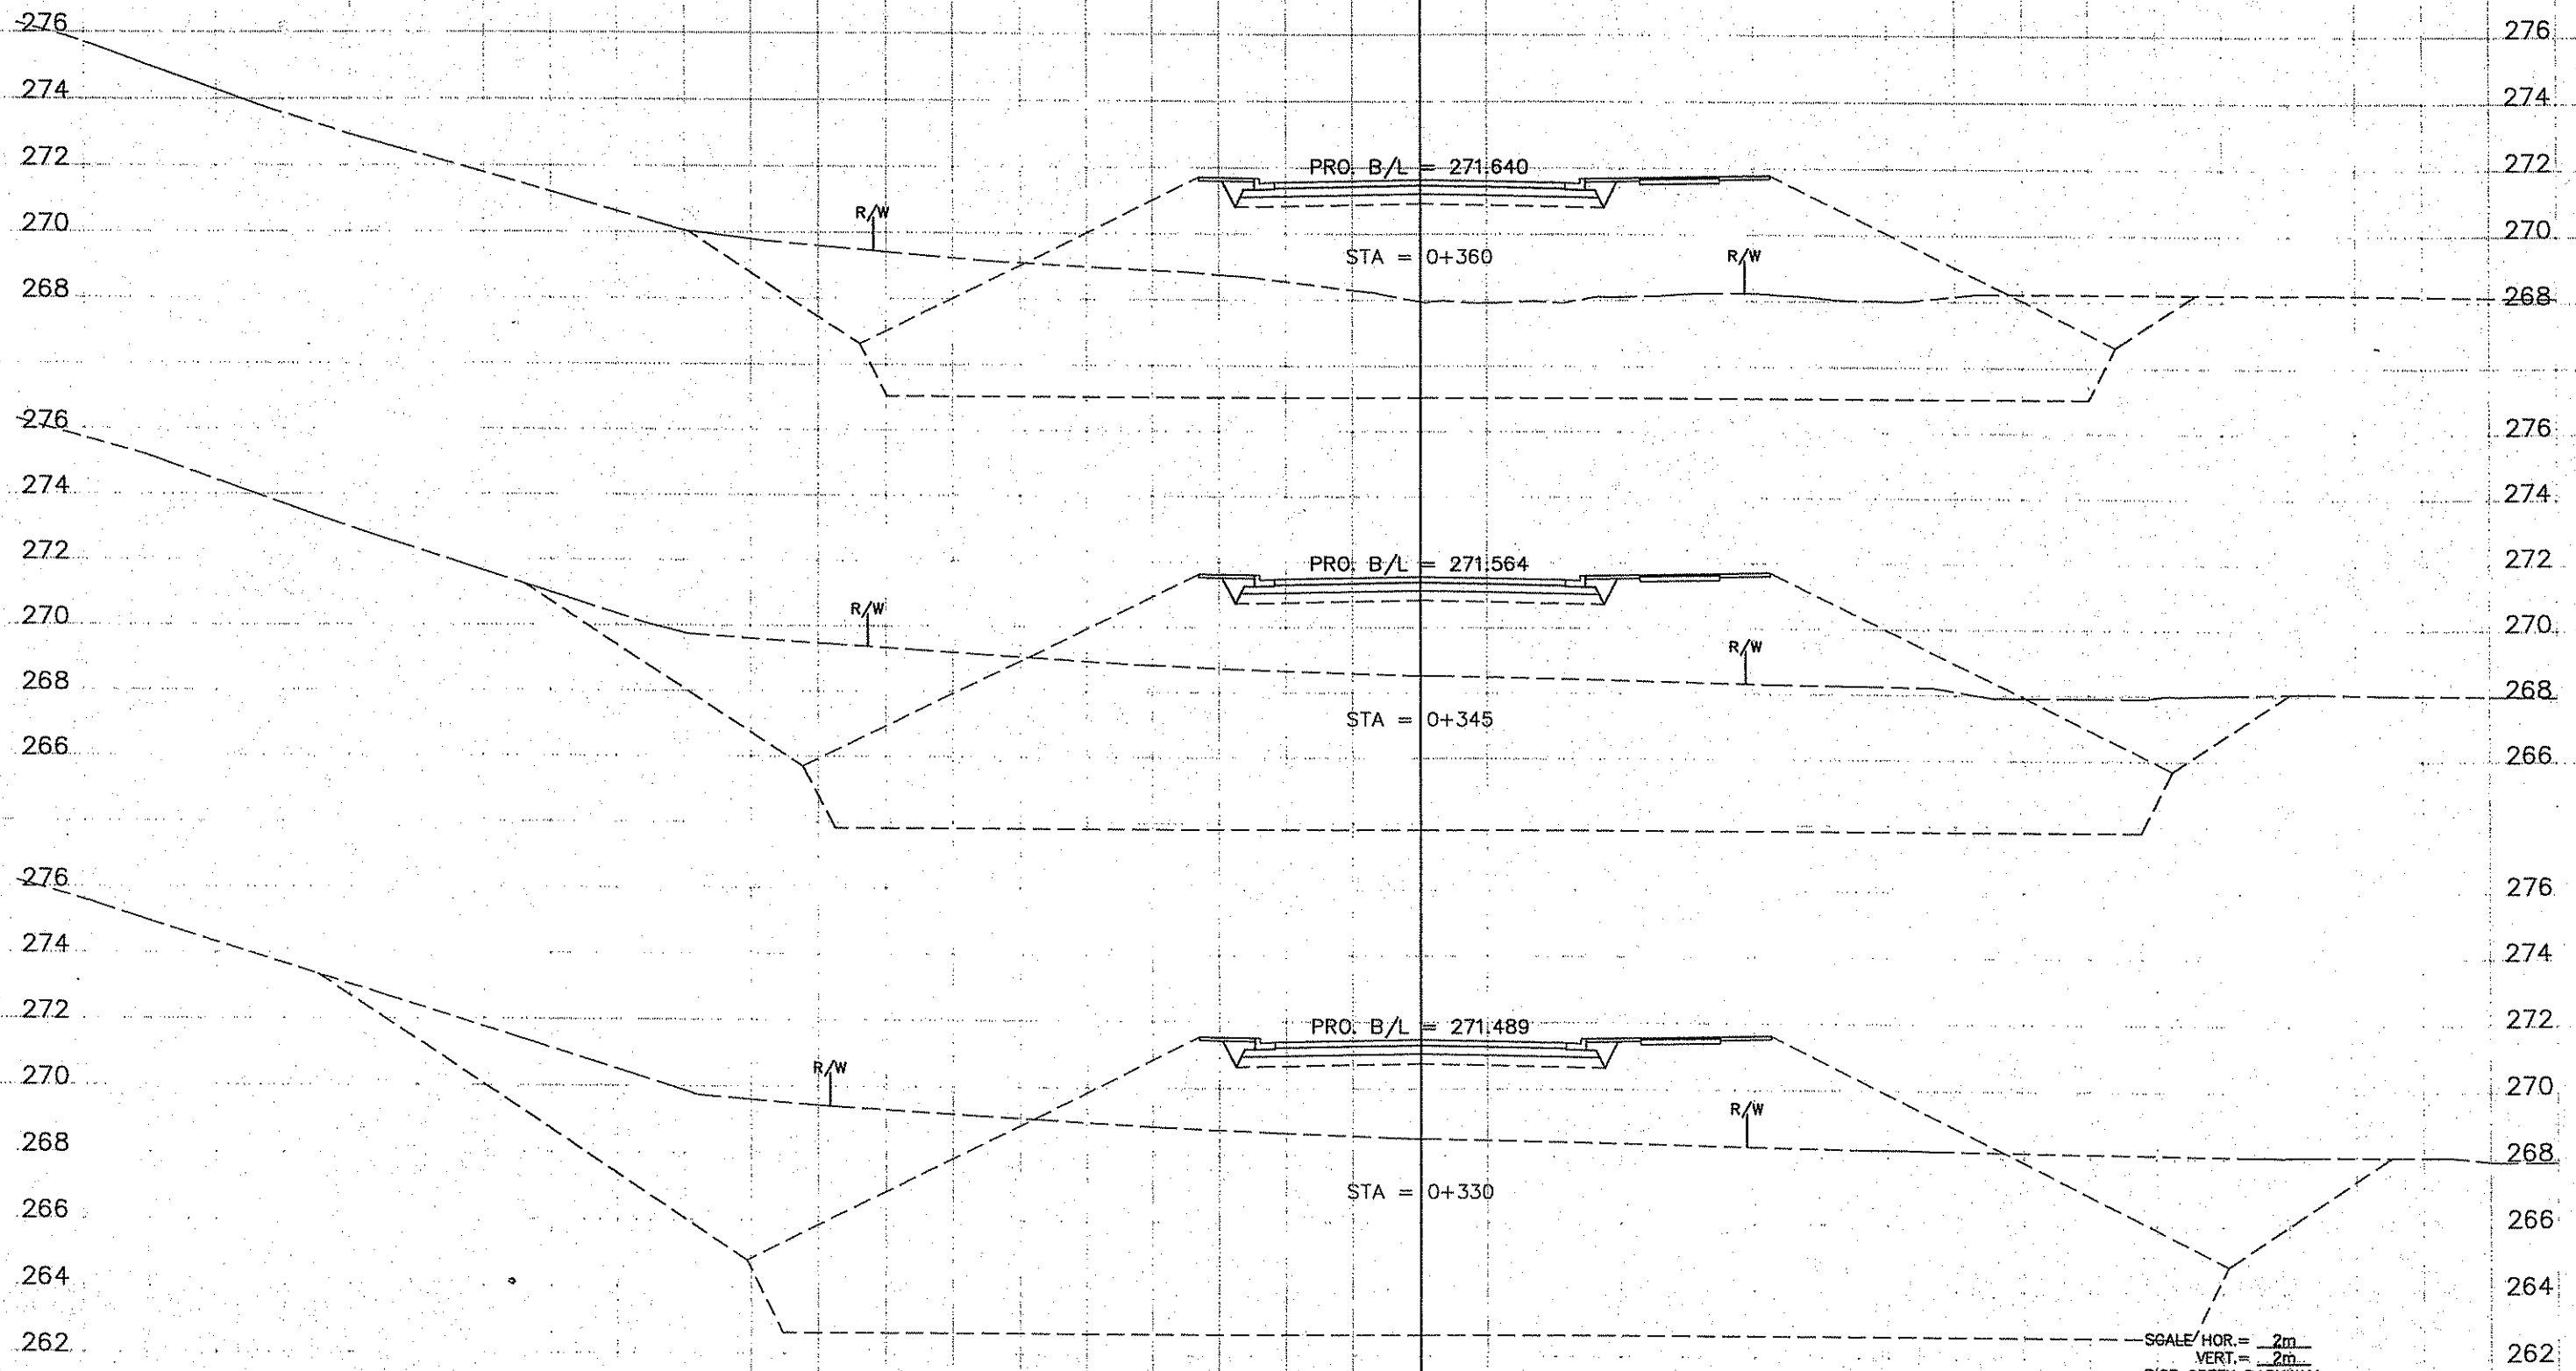 276 276
274 274
272 PRO. B/L = 271.640 272
R/W
270 270
STA = 0+360 R/W
268 268
276 276
274 274
272 PRO. B/L = 271.564 272
R/W
270 270
R/W
268 268
STA = 0+345
266 266
276 276
274 274
272 PRO. B/L = 271.489 272
R/W
270 270
R/W
268 268
STA = 0+330
266 266
264 264
SCALE HOR.= 2m
262 262
VERT.= 2m